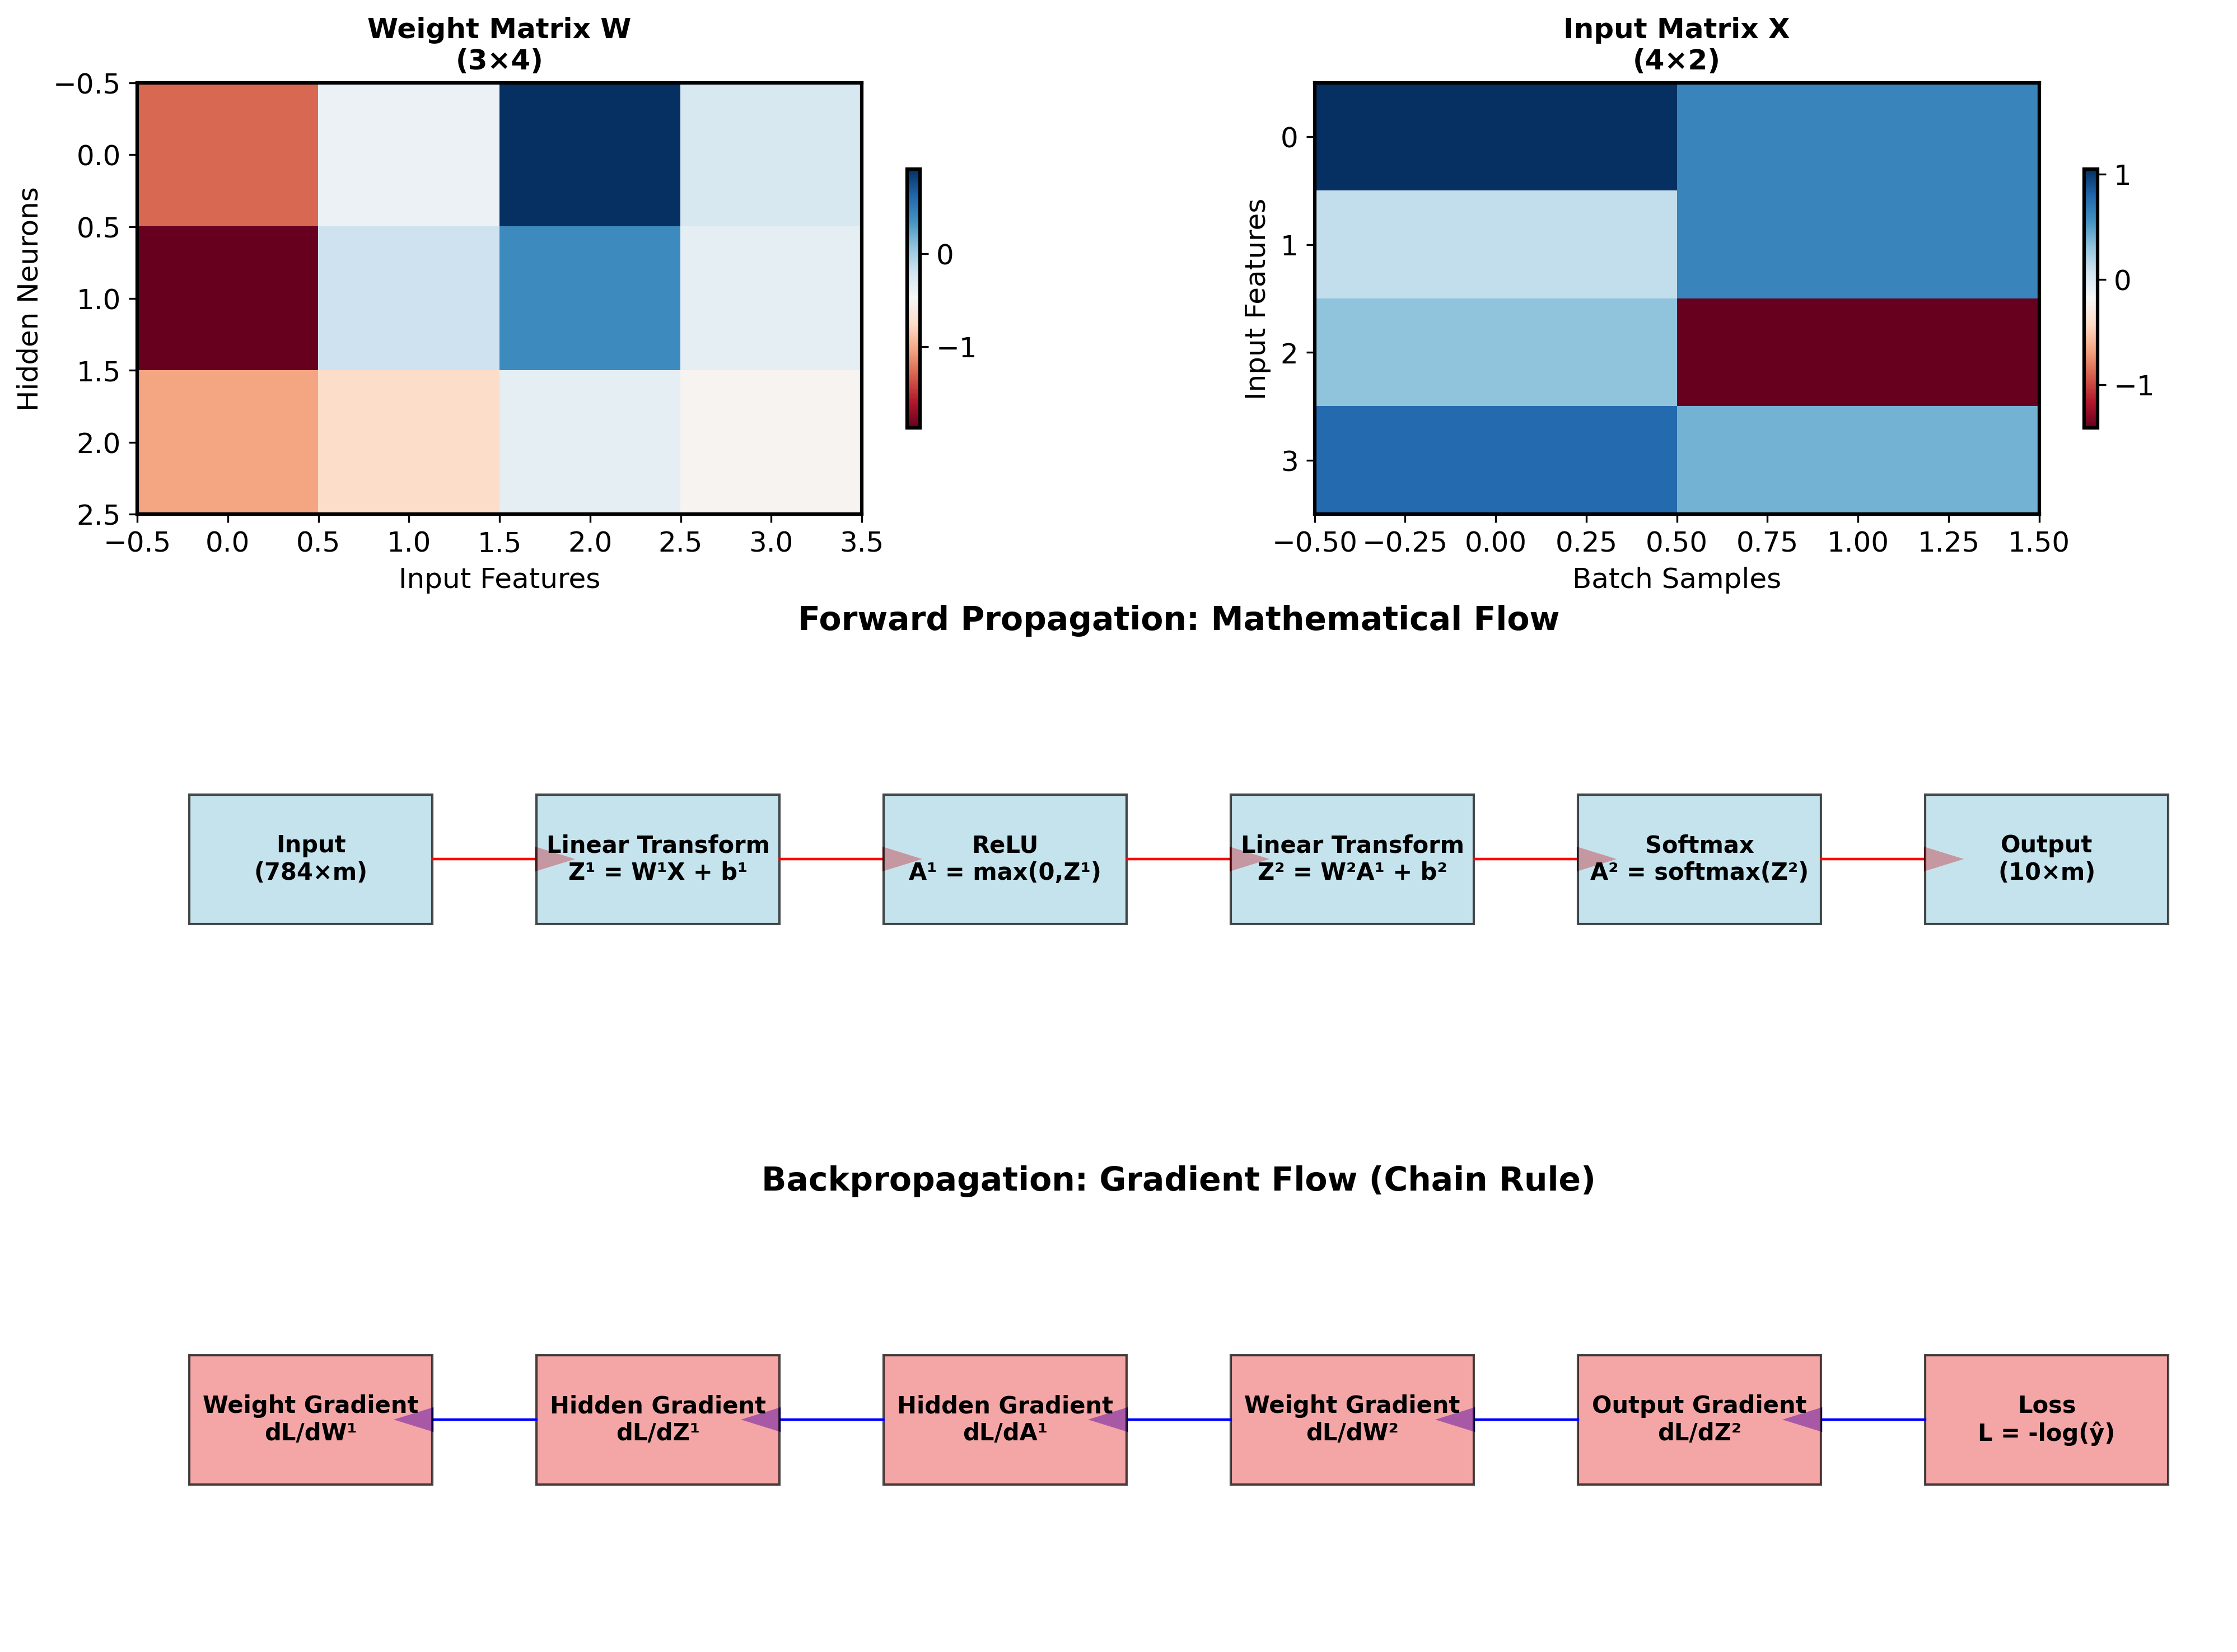 Weight Matrix W
(3×4)
−0.5
0.0
0.5
1.0
1.5
2.0
2.5
Hidden Neurons
−0.5 0.0 0.5 1.0 1.5 2.0 2.5 3.0 3.5
Input Features
0
−1
Input Matrix X
(4×2)
0
1
2
3
Input Features
−0.50 −0.25 0.00 0.25 0.50 0.75 1.00 1.25 1.50
Batch Samples
1
0
−1
Forward Propagation: Mathematical Flow
Input
(784×m)
Linear Transform
Z¹ = W¹X + b¹
ReLU
A¹ = max(0,Z¹)
Linear Transform
Z² = W²A¹ + b²
Softmax
A² = softmax(Z²)
Output
(10×m)
Backpropagation: Gradient Flow (Chain Rule)
Weight Gradient
dL/dW¹
Hidden Gradient
dL/dZ¹
Hidden Gradient
dL/dA¹
Weight Gradient
dL/dW²
Output Gradient
dL/dZ²
Loss
L = -log(ŷ)